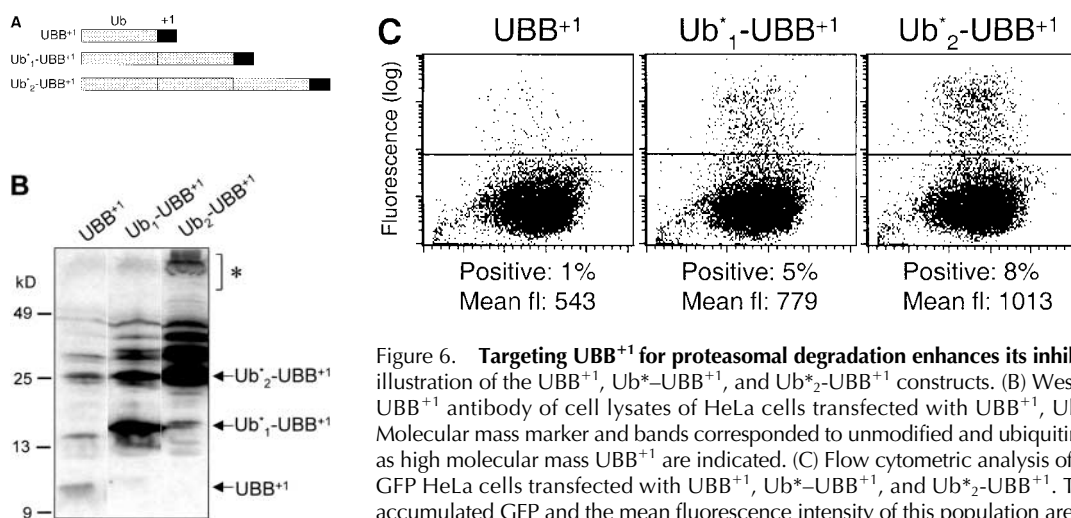 A
Ub +1
UBB+1
Ub*1-UBB+1
Ub*2-UBB+1
B
UBB+1
Ub1-UBB+1
Ub2-UBB+1
kD
49
25
13
9
*
Ub*2-UBB+1
Ub*1-UBB+1
UBB+1
C
UBB+1
Ub*1-UBB+1
Ub*2-UBB+1
Fluorescence (log)
Positive: 1%
Mean fl: 543
Positive: 5%
Mean fl: 779
Positive: 8%
Mean fl: 1013
Figure 6. Targeting UBB+1 for proteasomal degradation enhances its inhib
illustration of the UBB+1, Ub*–UBB+1, and Ub*2-UBB+1 constructs. (B) Wes
UBB+1 antibody of cell lysates of HeLa cells transfected with UBB+1, Ub
Molecular mass marker and bands corresponded to unmodified and ubiquitin
as high molecular mass UBB+1 are indicated. (C) Flow cytometric analysis of
GFP HeLa cells transfected with UBB+1, Ub*–UBB+1, and Ub*2-UBB+1. T
accumulated GFP and the mean fluorescence intensity of this population are